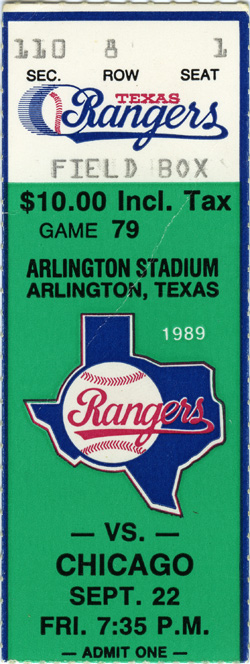 110 8 1
SEC. ROW SEAT
TEXAS
Rangers
FIELD BOX
$10.00 Incl. Tax
GAME 79
ARLINGTON STADIUM
ARLINGTON, TEXAS
1989
Rangers
— VS. —
CHICAGO
SEPT. 22
FRI. 7:35 P.M.
— ADMIT ONE —